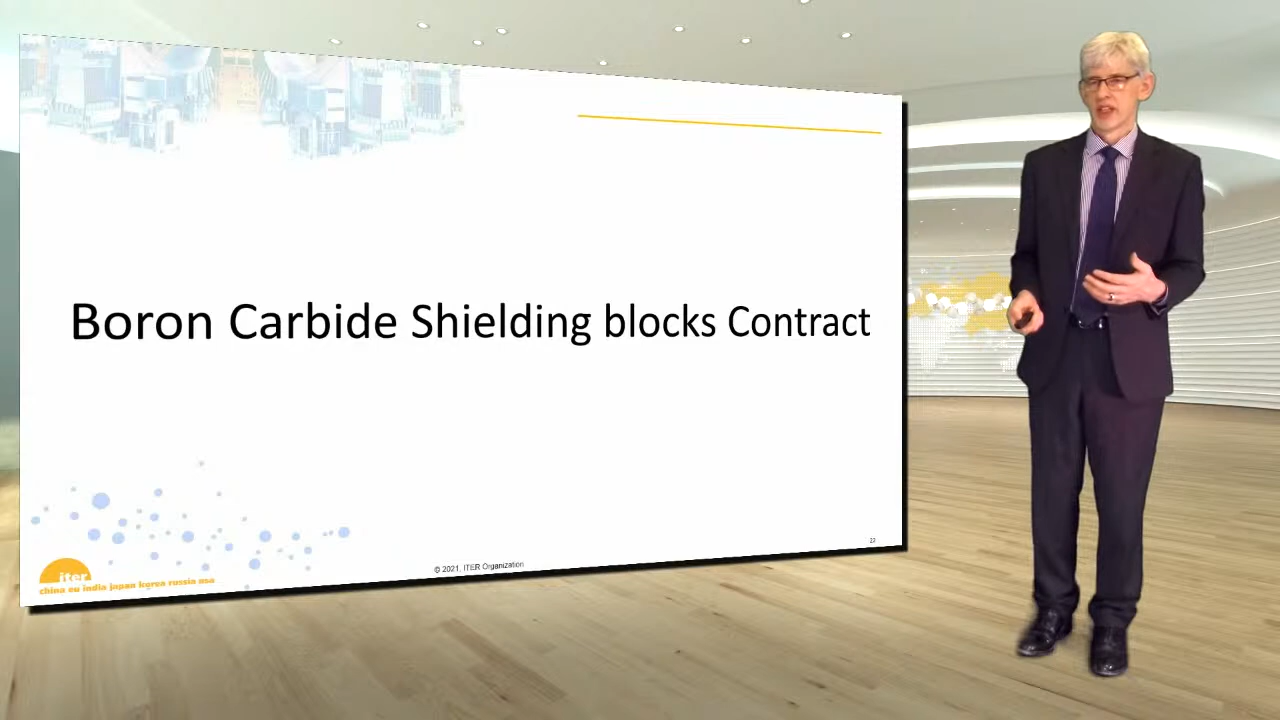 Boron Carbide Shielding blocks Contract
iter
china eu india japan korea russia usa
© 2021, ITER Organization